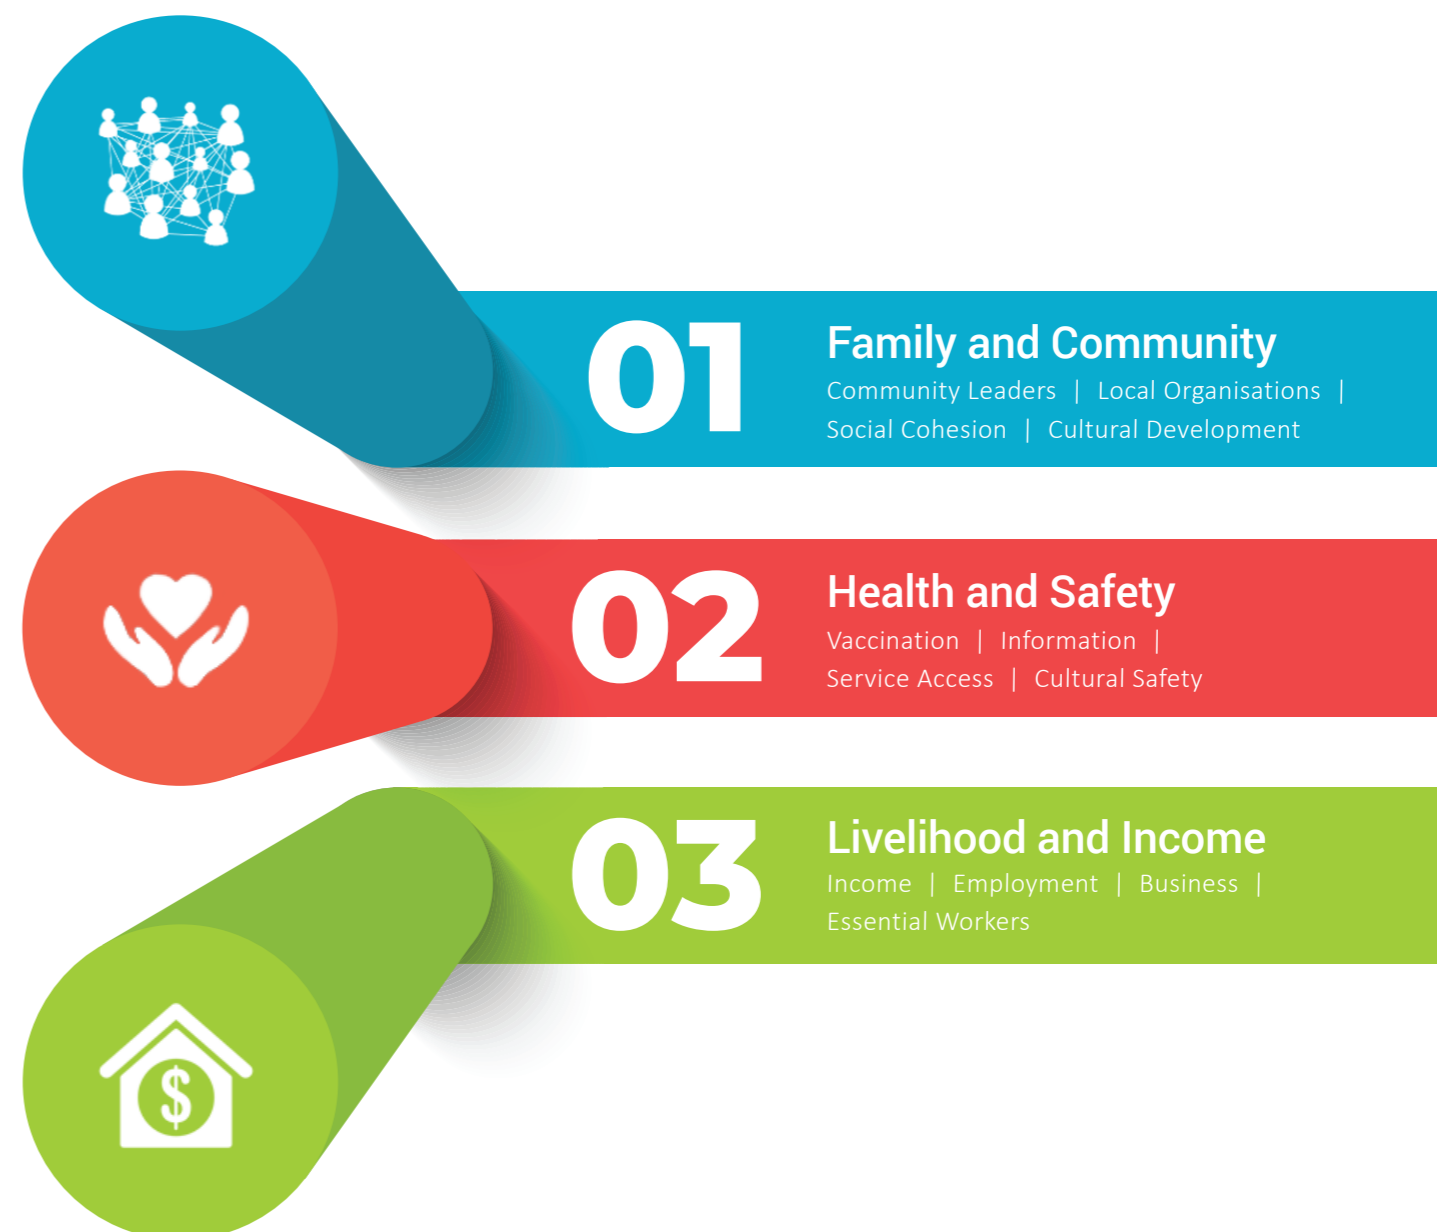 01
Family and Community
Community Leaders | Local Organisations |
Social Cohesion | Cultural Development
02
Health and Safety
Vaccination | Information |
Service Access | Cultural Safety
03
Livelihood and Income
Income | Employment | Business |
Essential Workers
$